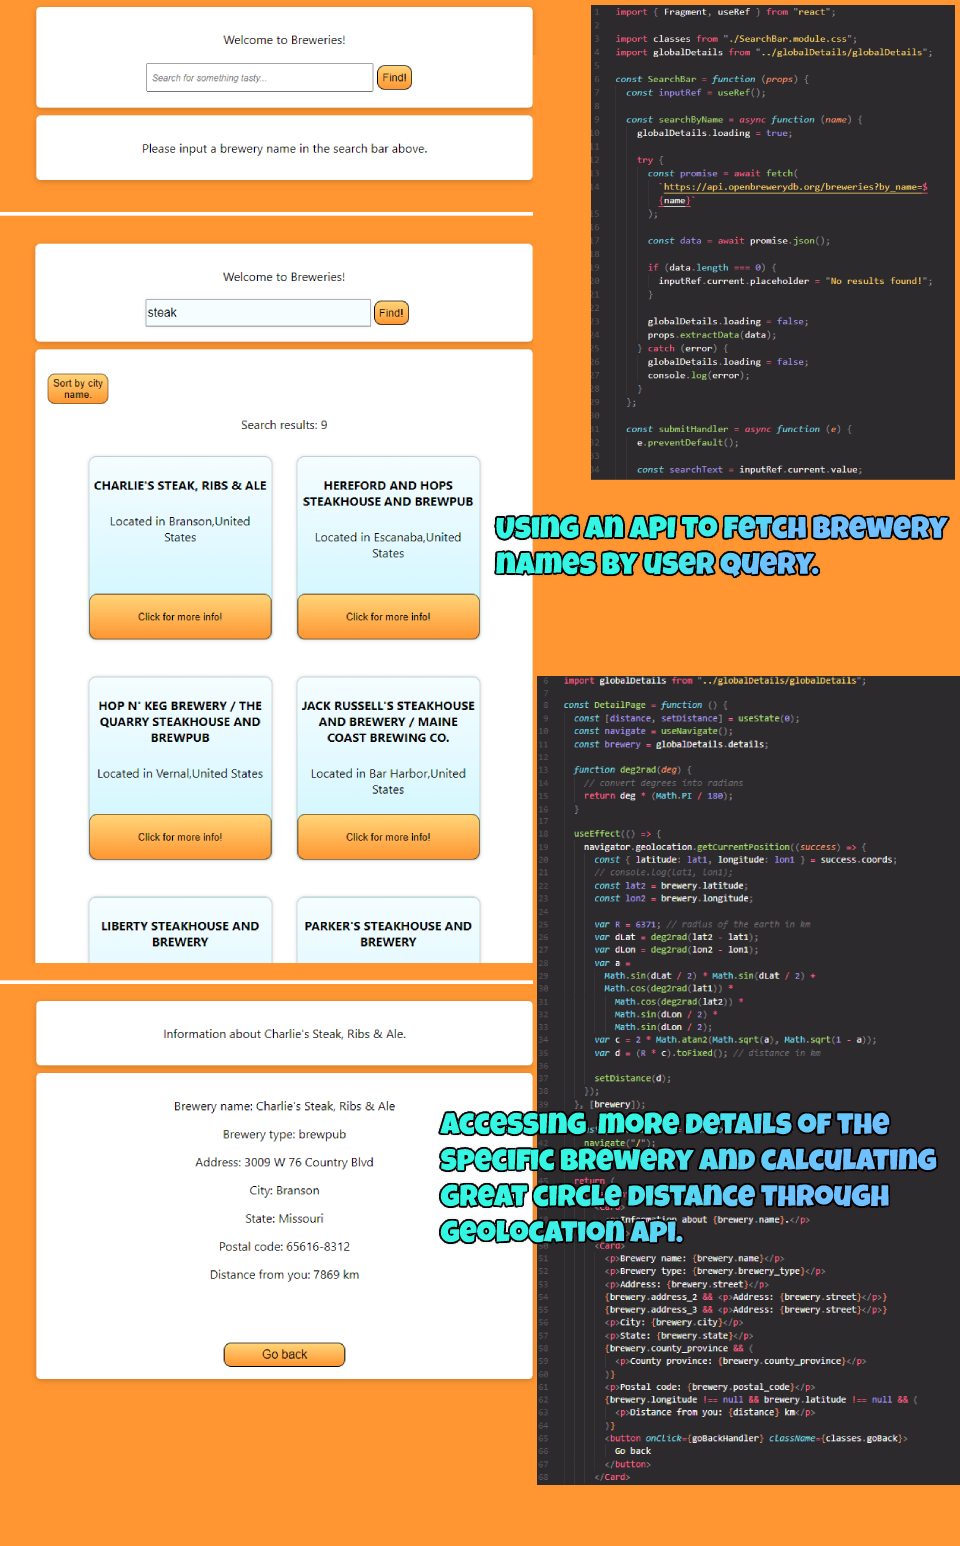 Welcome to Breweries!
Search for something tasty...
Find!
Please input a brewery name in the search bar above.
Welcome to Breweries!
steak
Find!
Sort by city
name.
Search results: 9
CHARLIE'S STEAK, RIBS & ALE
Located in Branson,United
States
Click for more info!
HEREFORD AND HOPS
STEAKHOUSE AND BREWPUB
Located in Escanaba,United
States
Click for more info!
HOP N' KEG BREWERY / THE
QUARRY STEAKHOUSE AND
BREWPUB
Located in Vernal,United States
Click for more info!
JACK RUSSELL'S STEAKHOUSE
AND BREWERY / MAINE
COAST BREWING CO.
Located in Bar Harbor,United
States
Click for more info!
LIBERTY STEAKHOUSE AND
BREWERY
PARKER'S STEAKHOUSE AND
BREWERY
Information about Charlie's Steak, Ribs & Ale.
Brewery name: Charlie's Steak, Ribs & Ale
Brewery type: brewpub
Address: 3009 W 76 Country Blvd
City: Branson
State: Missouri
Postal code: 65616-8312
Distance from you: 7869 km
Go back
import { Fragment, useRef } from "react";
import classes from "./SearchBar.module.css";
import globalDetails from "../globalDetails/globalDetails";
const SearchBar = function (props) {
const inputRef = useRef();
const searchByName = async function (name) {
globalDetails.loading = true;
try {
const promise = await fetch(
`https://api.openbrewerydb.org/breweries?by_name=$
{name}`
);
const data = await promise.json();
if (data.length === 0) {
inputRef.current.placeholder = "No results found!";
}
globalDetails.loading = false;
props.extractData(data);
} catch (error) {
globalDetails.loading = false;
console.log(error);
}
};
const submitHandler = async function (e) {
e.preventDefault();
const searchText = inputRef.current.value;
Using an API to fetch brewery
names by user query.
import globalDetails from "../globalDetails/globalDetails";
const DetailPage = function () {
const [distance, setDistance] = useState(0);
const navigate = useNavigate();
const brewery = globalDetails.details;
function deg2rad(deg) {
// convert degrees into radians
return deg * (Math.PI / 180);
}
useEffect(() => {
navigator.geolocation.getCurrentPosition((success) => {
const { latitude: lat1, longitude: lon1 } = success.coords;
// console.log(lat1, lon1);
const lat2 = brewery.latitude;
const lon2 = brewery.longitude;
var R = 6371; // radius of the earth in km
var dLat = deg2rad(lat2 - lat1);
var dLon = deg2rad(lon2 - lon1);
var a =
Math.sin(dLat / 2) * Math.sin(dLat / 2) +
Math.cos(deg2rad(lat1)) *
Math.cos(deg2rad(lat2)) *
Math.sin(dLon / 2) *
Math.sin(dLon / 2);
var c = 2 * Math.atan2(Math.sqrt(a), Math.sqrt(1 - a));
var d = (R * c).toFixed(); // distance in km
setDistance(d);
});
}, [brewery]);
navigate("/");
Accessing more details of the
specific brewery and calculating
great circle distance through
geolocation api.
return (
<p>Information about {brewery.name}.</p>
<Card>
<p>Brewery name: {brewery.name}</p>
<p>Brewery type: {brewery.brewery_type}</p>
<p>Address: {brewery.street}</p>
{brewery.address_2 && <p>Address: {brewery.street}</p>}
{brewery.address_3 && <p>Address: {brewery.street}</p>}
<p>City: {brewery.city}</p>
<p>State: {brewery.state}</p>
{brewery.county_province && (
<p>County province: {brewery.county_province}</p>
)}
<p>Postal code: {brewery.postal_code}</p>
{brewery.longitude !== null && brewery.latitude !== null && (
<p>Distance from you: {distance} km</p>
)}
<button onClick={goBackHandler} className={classes.goBack}>
Go back
</button>
</Card>